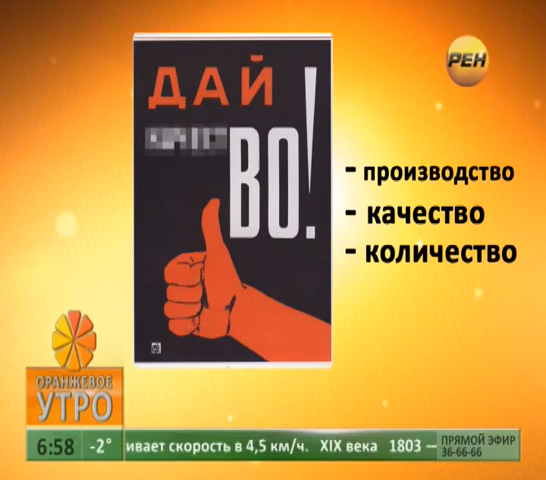 РЕН
ДАЙ
ВО!
- производство
- качество
- количество
ОРАНЖЕВОЕ
УТРО
6:58 -2° ивает скорость в 4,5 км/ч. XIX века 1803 —
ПРЯМОЙ ЭФИР
36-66-66